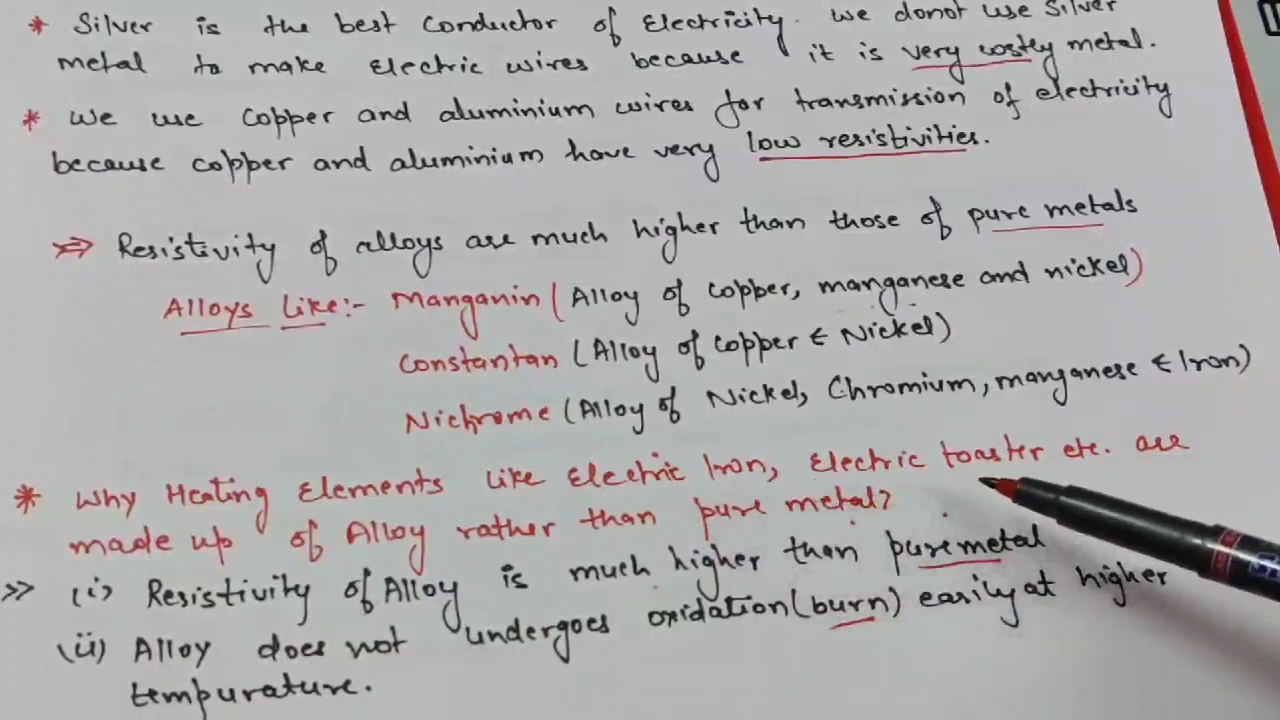 * Silver is the best conductor of Electricity. We donot use Silver
metal to make Electric wires because it is very costly metal.
* We use Copper and aluminium wires for transmission of electricity
because copper and aluminium have very low resistivities.
⇒ Resistivity of alloys are much higher than those of pure metals
Alloys Like:- Manganin (Alloy of Copper, manganese and nickel)
Constantan (Alloy of Copper & Nickel)
Nichrome (Alloy of Nickel, Chromium, manganese & Iron)
* Why Heating Elements like Electric Iron, Electric toaster etc. are
made up of Alloy rather than pure metal?
>> (i) Resistivity of Alloy is much higher than pure metal
(ii) Alloy does not undergoes oxidation (burn) easily at higher
tempurature.